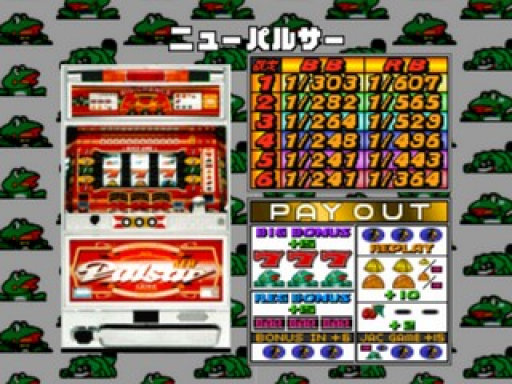 ニューパルサー
設定 BB RB
1 1/303 1/607
2 1/282 1/565
3 1/264 1/529
4 1/248 1/496
5 1/241 1/443
6 1/241 1/364
PAY OUT
BIG BONUS
+15
777
REPLAY
+10
REG BONUS
+15
+2
BONUS IN +6
JAC GAME +15
Pulsar